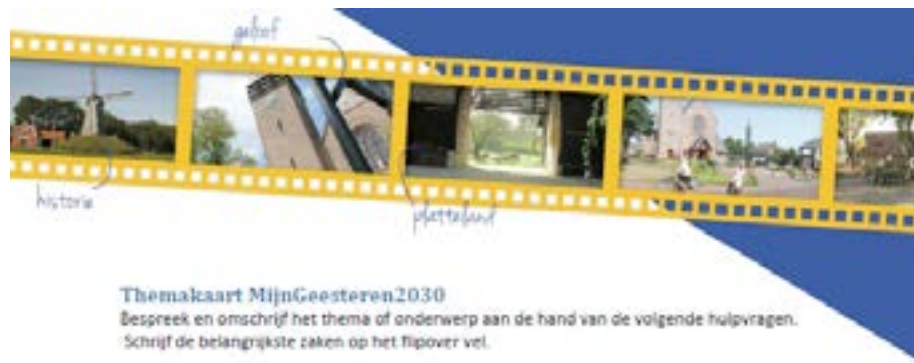 geloof
historie
platteland
Themakaart MijnGeesteren2030
Bespreek en omschrijf het thema of onderwerp aan de hand van de volgende hulpvragen.
Schrijf de belangrijkste zaken op het flipover vel.